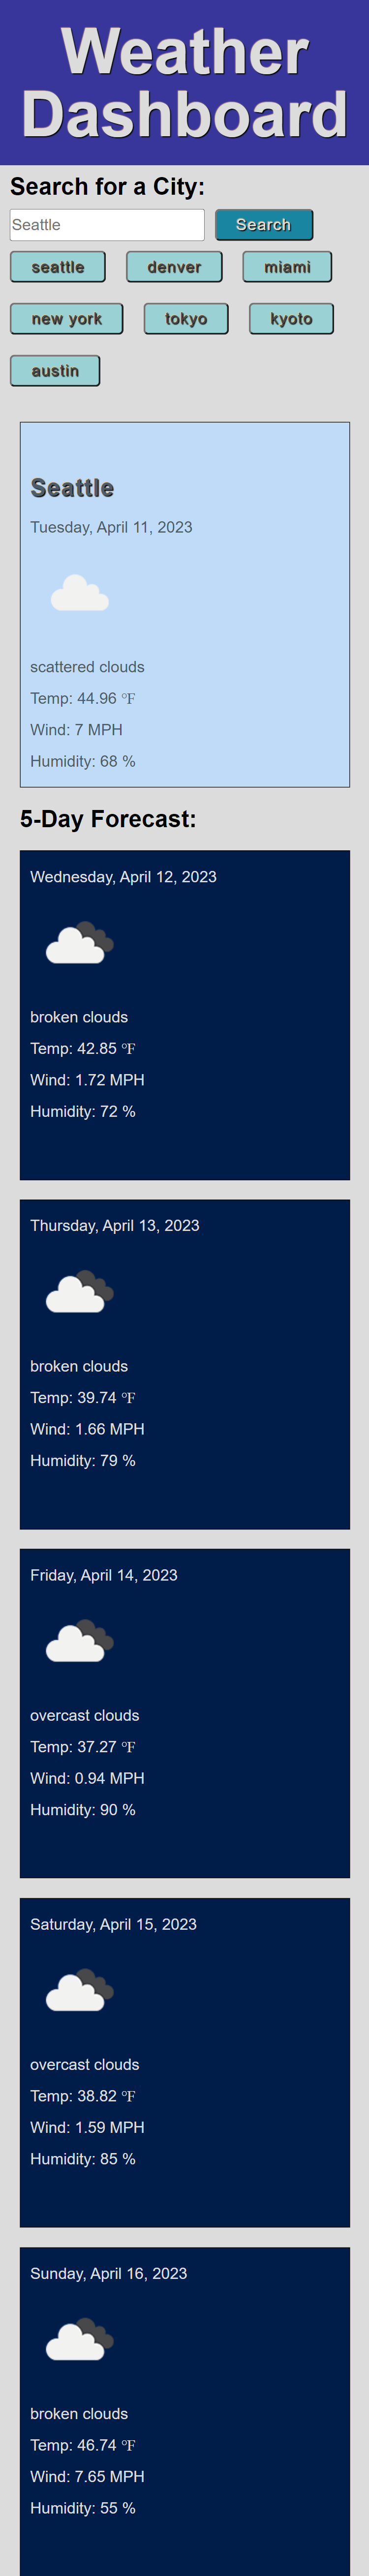 Weather
Dashboard
Search for a City:
Seattle Search
seattle denver miami
new york tokyo kyoto
austin
Seattle
Tuesday, April 11, 2023
scattered clouds
Temp: 44.96 °F
Wind: 7 MPH
Humidity: 68 %
5-Day Forecast:
Wednesday, April 12, 2023
broken clouds
Temp: 42.85 °F
Wind: 1.72 MPH
Humidity: 72 %
Thursday, April 13, 2023
broken clouds
Temp: 39.74 °F
Wind: 1.66 MPH
Humidity: 79 %
Friday, April 14, 2023
overcast clouds
Temp: 37.27 °F
Wind: 0.94 MPH
Humidity: 90 %
Saturday, April 15, 2023
overcast clouds
Temp: 38.82 °F
Wind: 1.59 MPH
Humidity: 85 %
Sunday, April 16, 2023
broken clouds
Temp: 46.74 °F
Wind: 7.65 MPH
Humidity: 55 %